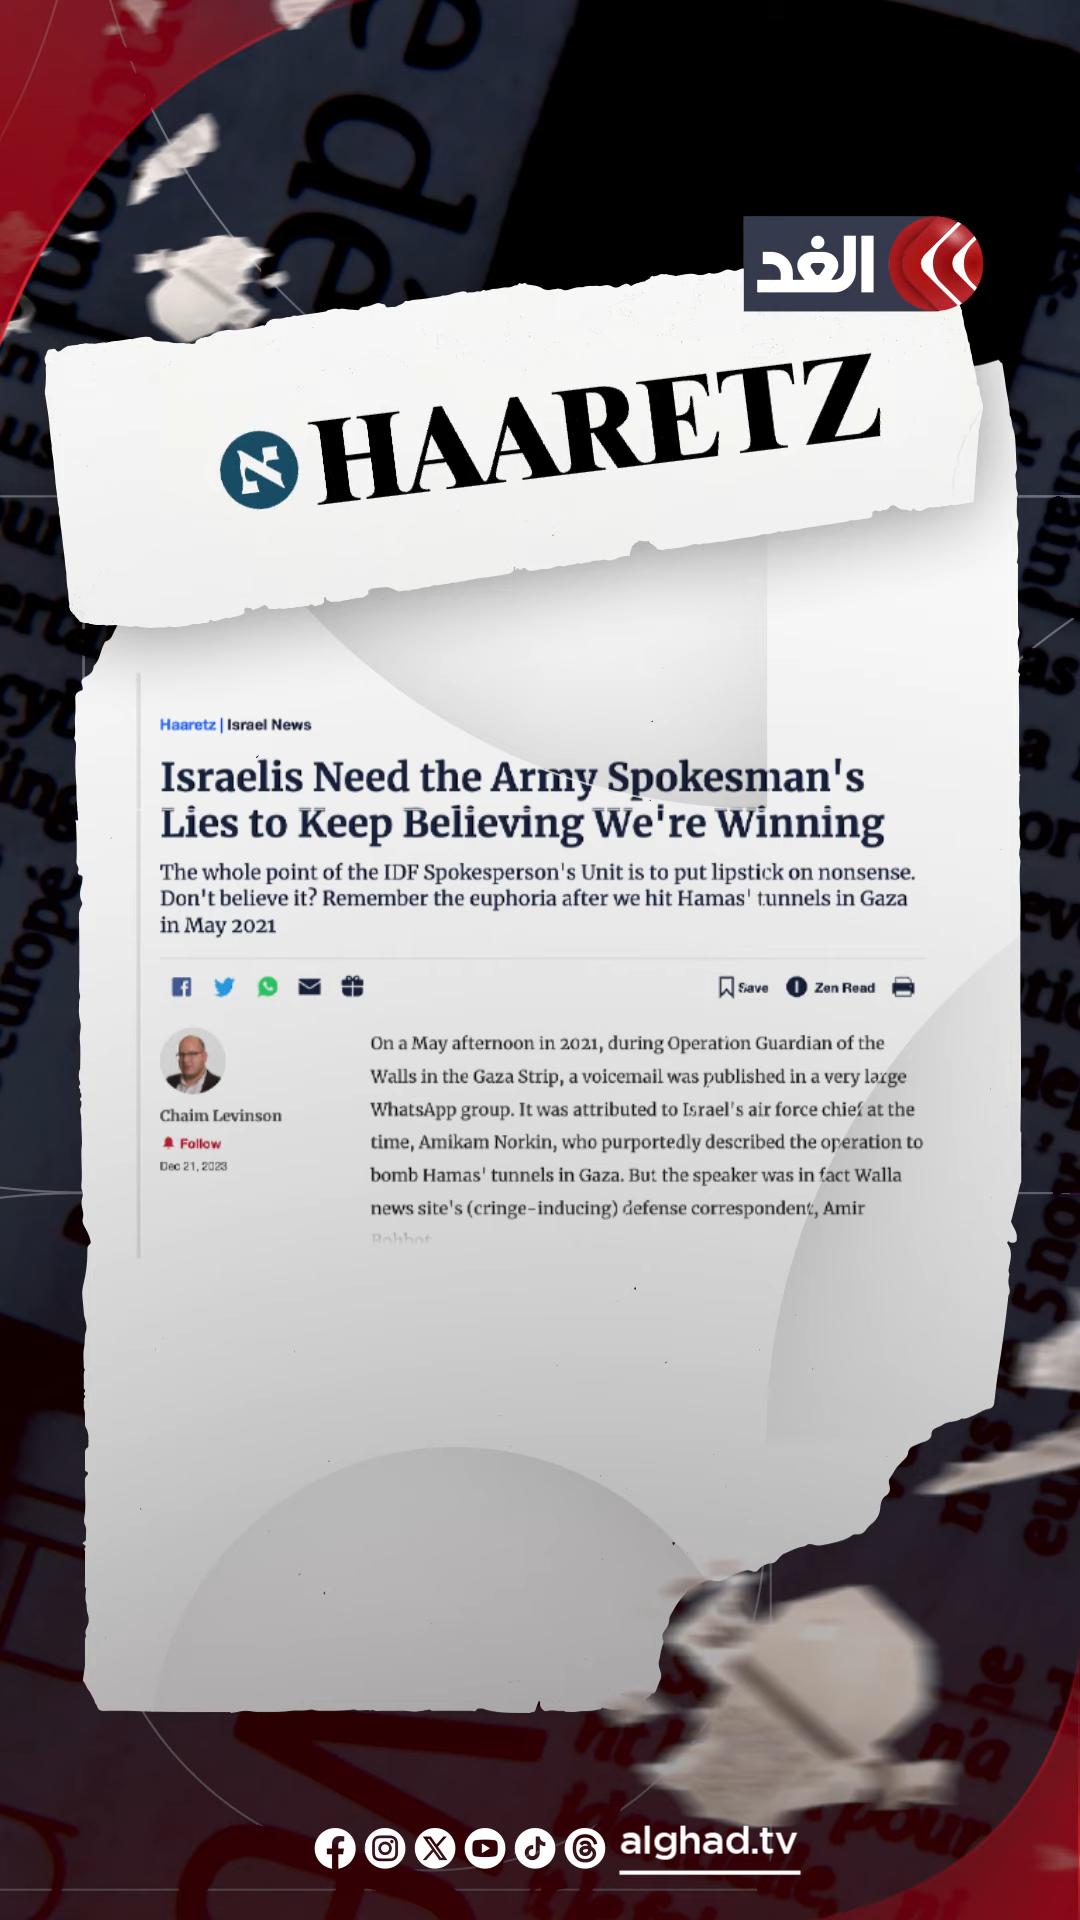 الغد
HAARETZ
Haaretz | Israel News
Israelis Need the Army Spokesman's
Lies to Keep Believing We're Winning
The whole point of the IDF Spokesperson's Unit is to put lipstick on nonsense.
Don't believe it? Remember the euphoria after we hit Hamas' tunnels in Gaza
in May 2021
Save Zen Read
Chaim Levinson
Follow
Dec 21, 2023
On a May afternoon in 2021, during Operation Guardian of the
Walls in the Gaza Strip, a voicemail was published in a very large
WhatsApp group. It was attributed to Israel's air force chief at the
time, Amikam Norkin, who purportedly described the operation to
bomb Hamas' tunnels in Gaza. But the speaker was in fact Walla
news site's (cringe-inducing) defense correspondent, Amir
Bohbot
alghad.tv